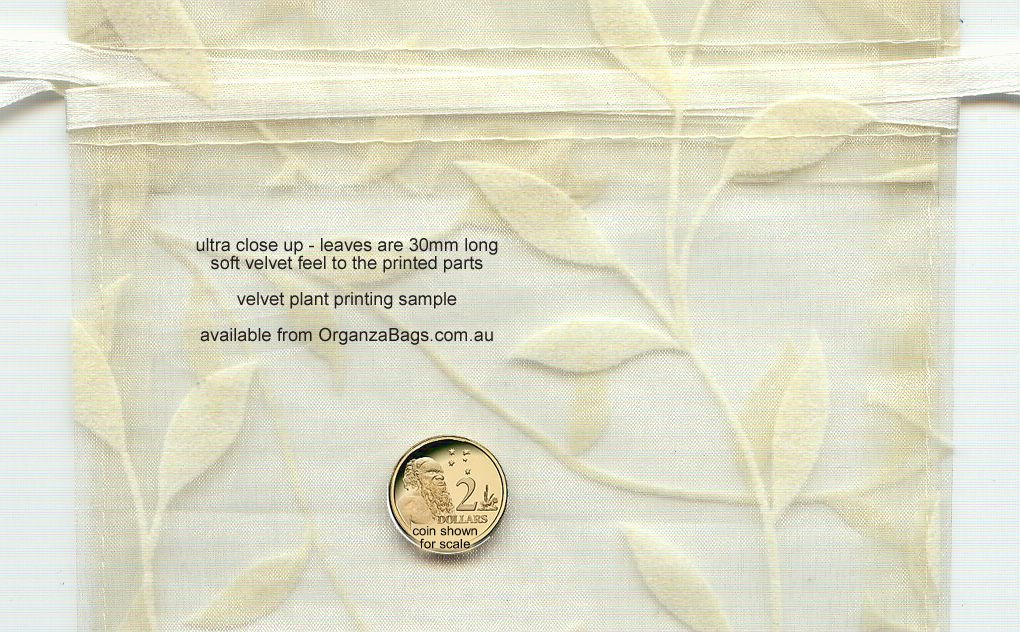 ultra close up - leaves are 30mm long
soft velvet feel to the printed parts
velvet plant printing sample
available from OrganzaBags.com.au
2
DOLLARS
coin shown
for scale